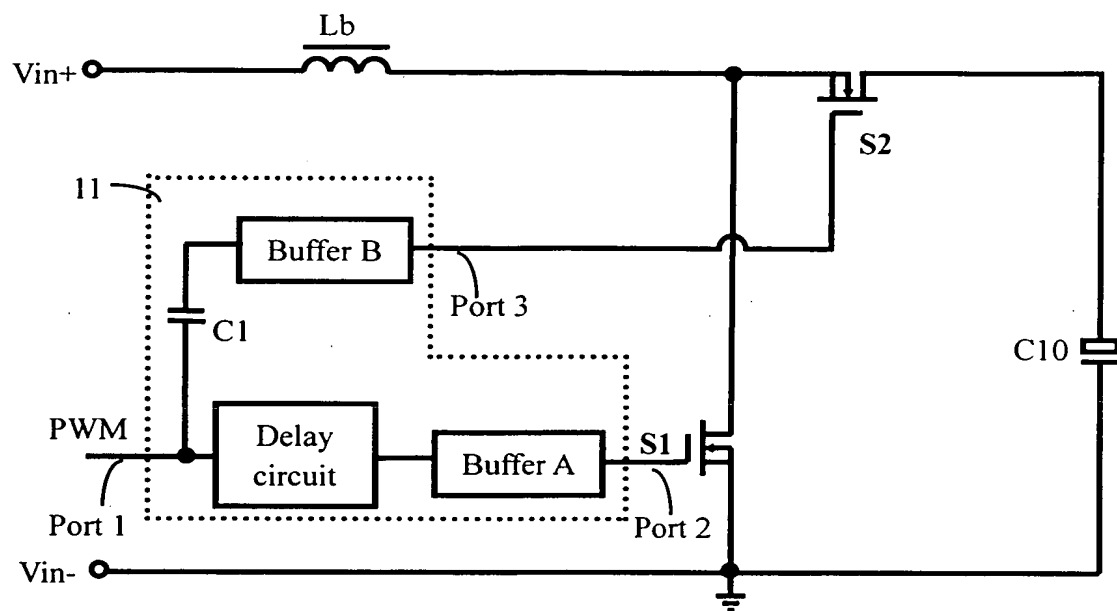 Lb
Vin+
S2
11
Buffer B
Port 3
C1
C10
PWM
Delay
circuit
Buffer A
S1
Port 1
Port 2
Vin-